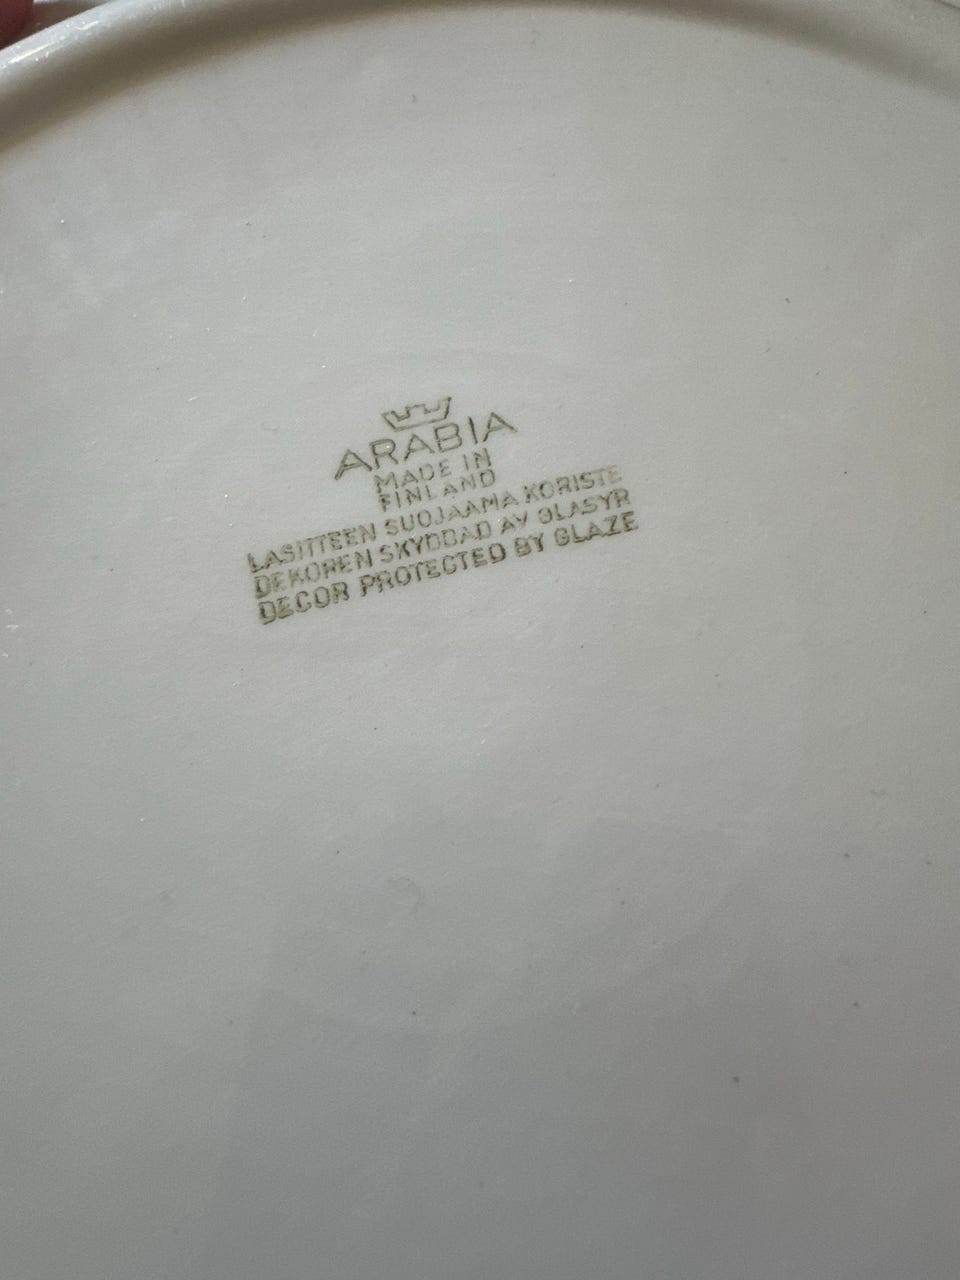 ARABIA
MADE IN
FINLAND
LASITTEEN SUOJAAMA KORISTE
DEKOREN SKYDDAD AV GLASYR
DECOR PROTECTED BY GLAZE